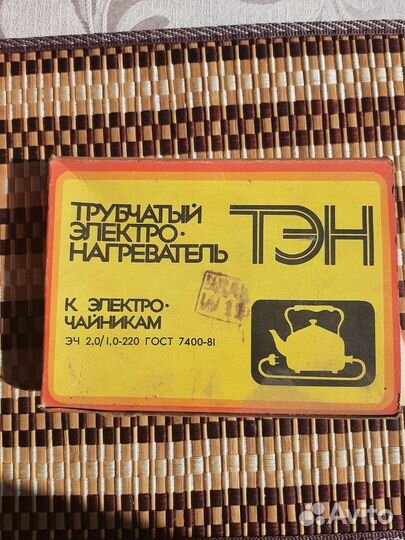 ТРУБЧАТЫЙ
ЭЛЕКТРО·
НАГРЕВАТЕЛЬ
ТЭН
К ЭЛЕКТРО·
ЧАЙНИКАМ
ЭЧ 2,0/1,0-220 ГОСТ 7400-81
Avito